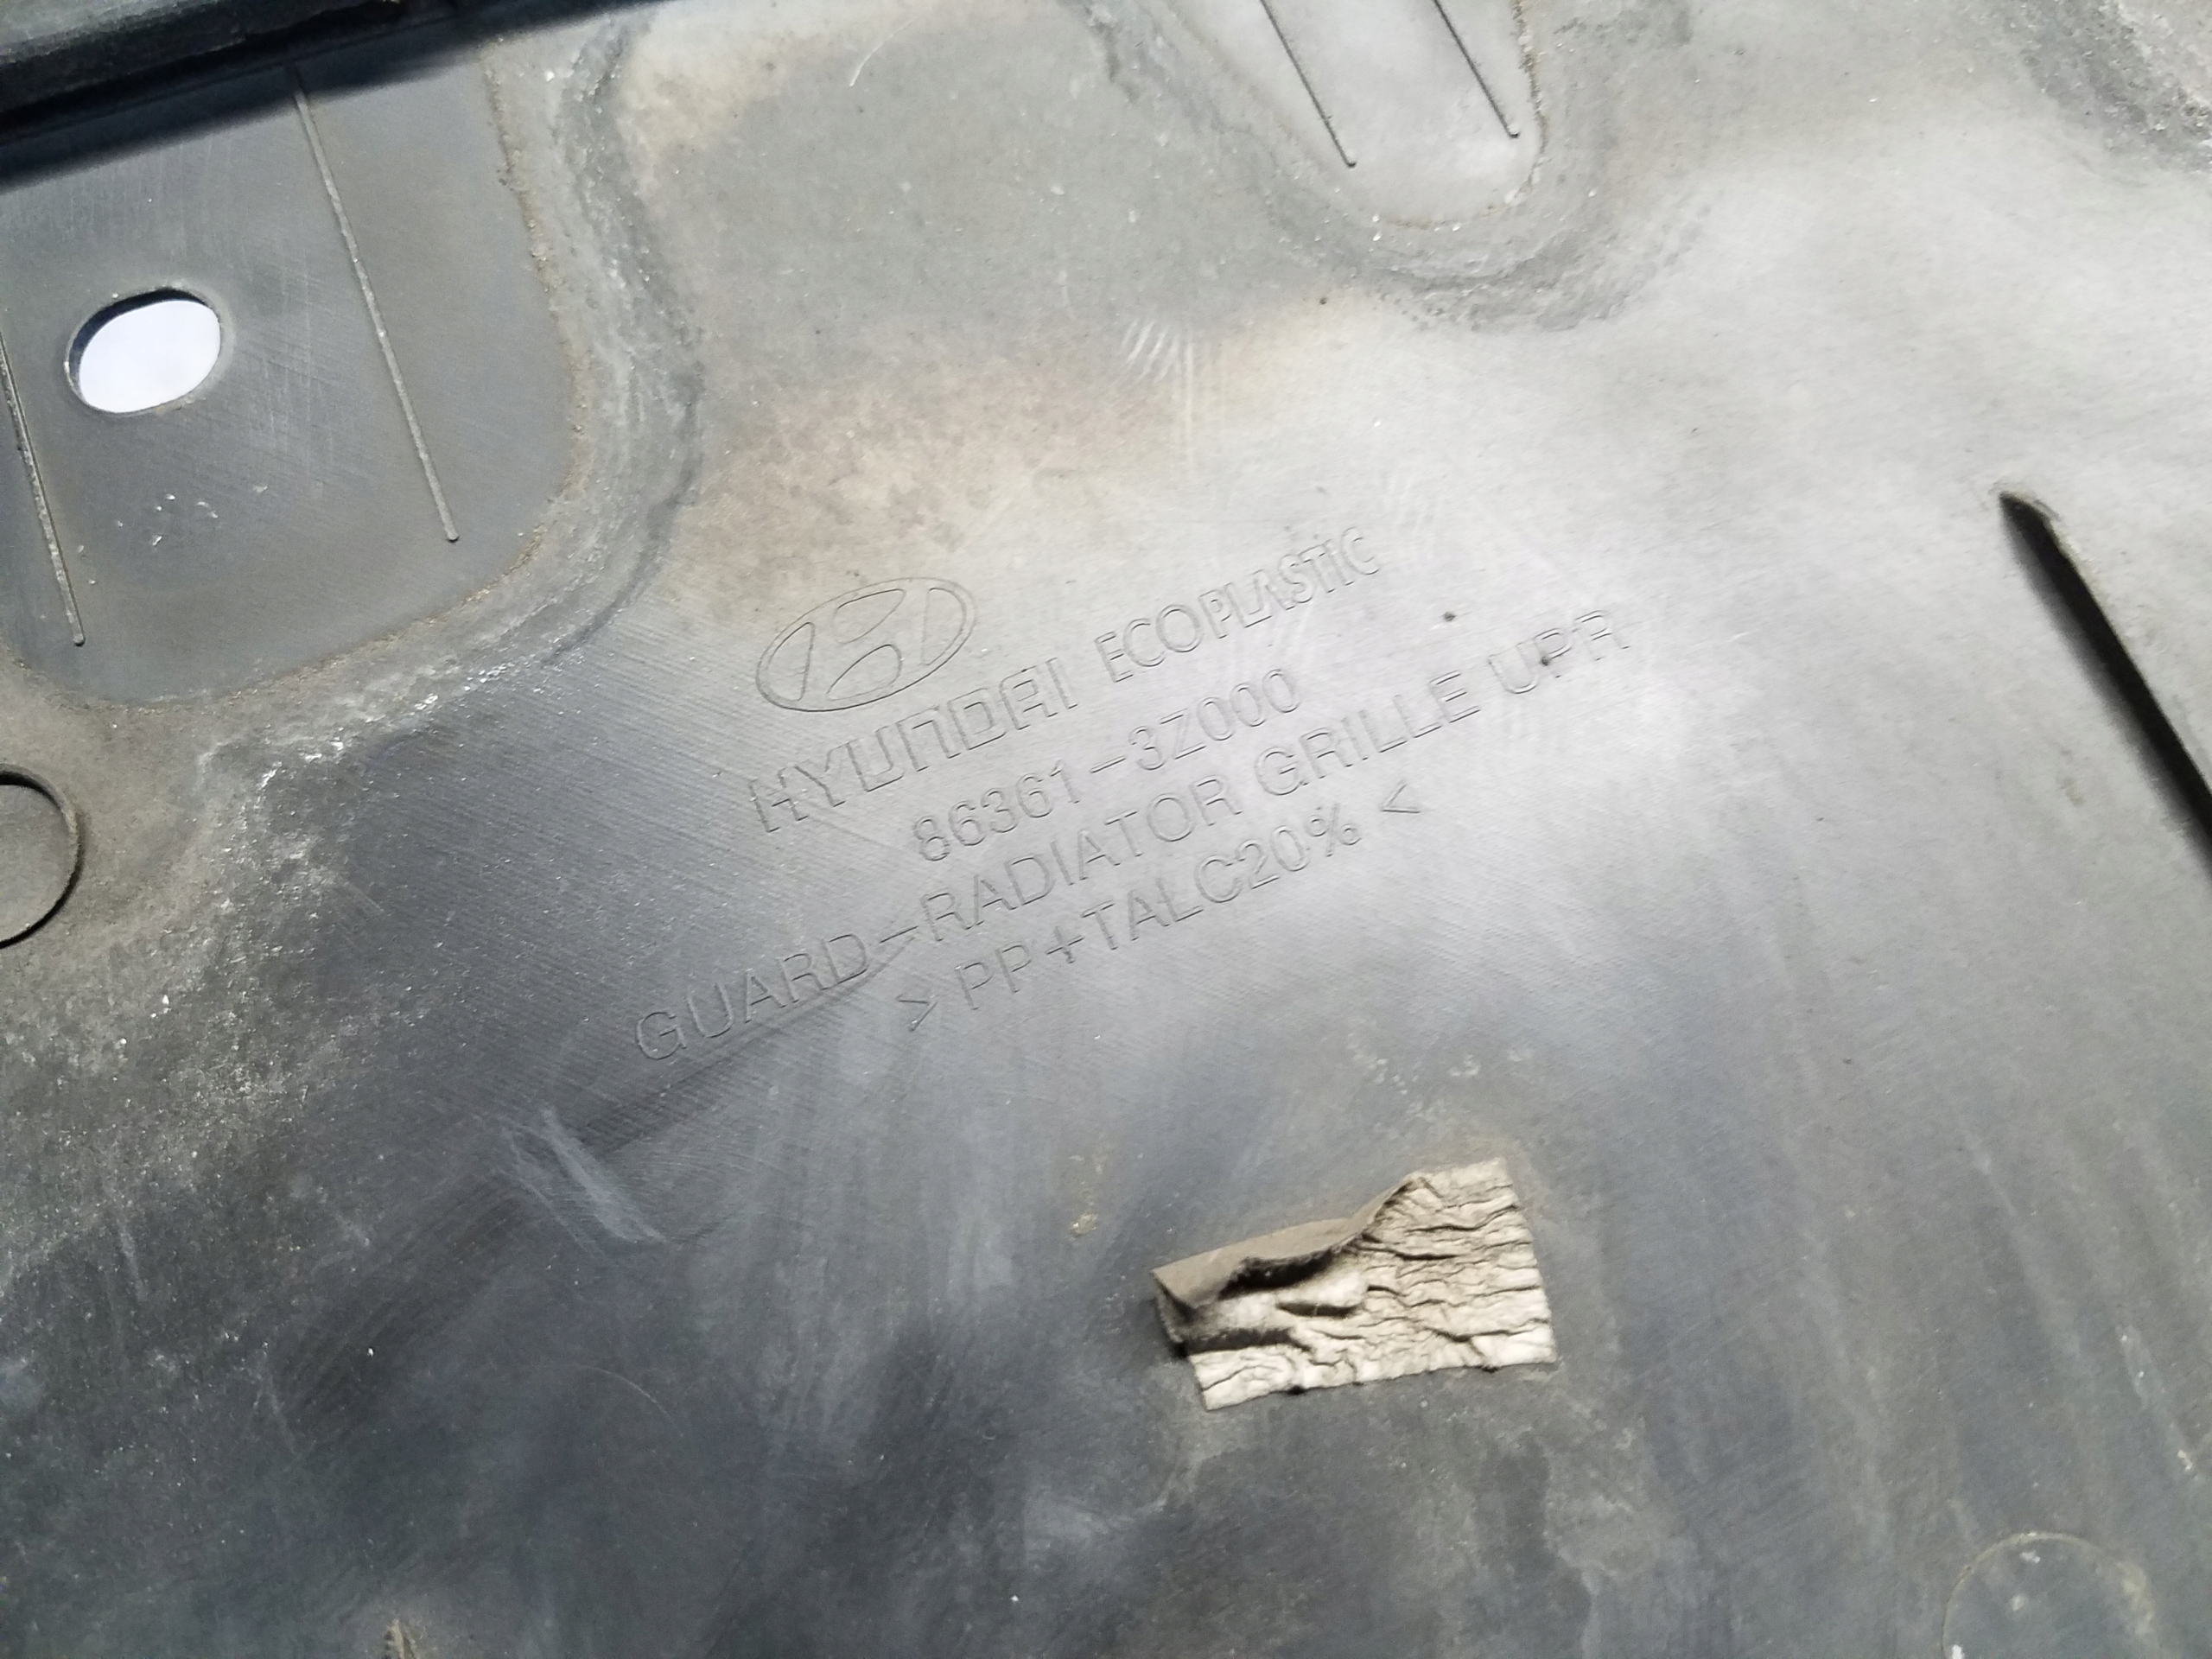 HYUNDAI ECOPLASTIC
86361-3Z000
GUARD-RADIATOR GRILLE UPR
>PP+TALC20%<